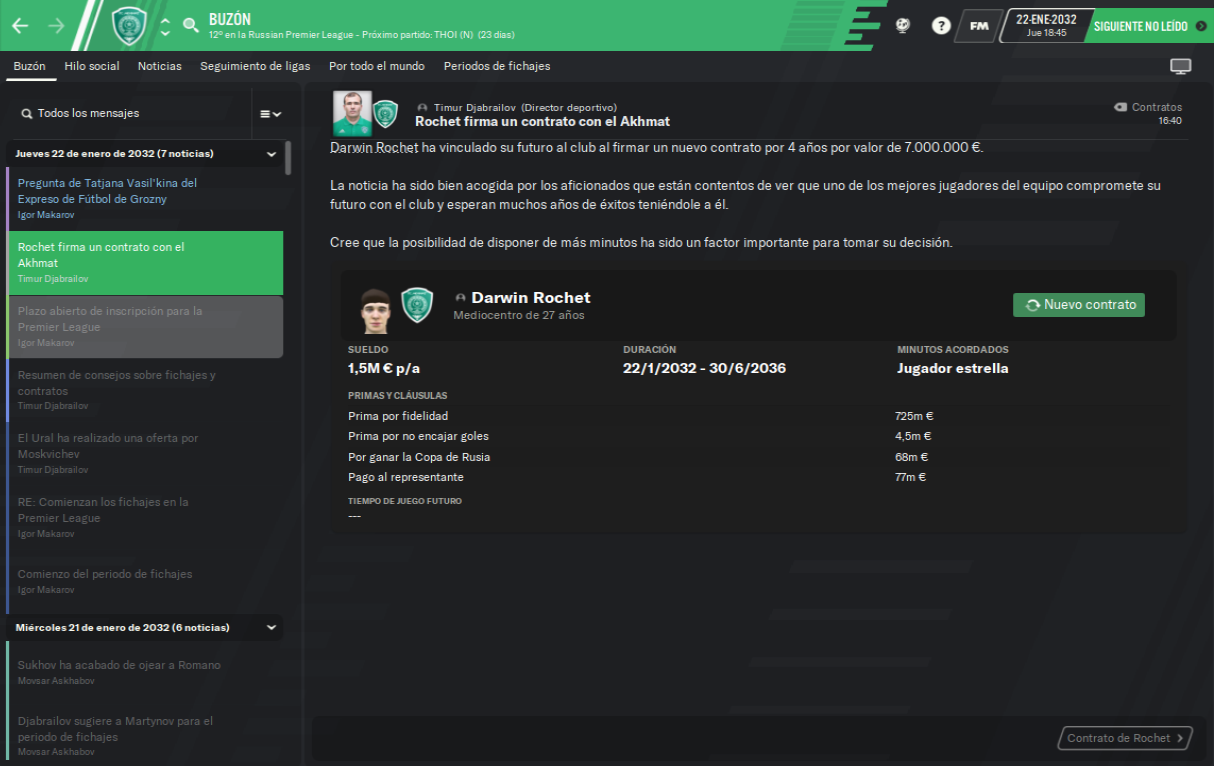 BUZÓN
12º en la Russian Premier League - Próximo partido: THOI (N) (23 días)
FM
22-ENE-2032
Jue 18:45
SIGUIENTE NO LEÍDO
Buzón Hilo social Noticias Seguimiento de ligas Por todo el mundo Periodos de fichajes
Todos los mensajes
Jueves 22 de enero de 2032 (7 noticias)
Pregunta de Tatjana Vasil'kina del
Expreso de Fútbol de Grozny
Igor Makarov
Rochet firma un contrato con el
Akhmat
Timur Djabrailov
Plazo abierto de inscripción para la
Premier League
Igor Makarov
Resumen de consejos sobre fichajes y
contratos
Timur Djabrailov
El Ural ha realizado una oferta por
Moskvichev
Timur Djabrailov
RE: Comienzan los fichajes en la
Premier League
Igor Makarov
Comienzo del periodo de fichajes
Igor Makarov
Miércoles 21 de enero de 2032 (6 noticias)
Sukhov ha acabado de ojear a Romano
Movsar Askhabov
Djabrailov sugiere a Martynov para el
periodo de fichajes
Movsar Askhabov
Timur Djabrailov (Director deportivo)
Rochet firma un contrato con el Akhmat
Contratos
16:40
Darwin Rochet ha vinculado su futuro al club al firmar un nuevo contrato por 4 años por valor de 7.000.000 €.
La noticia ha sido bien acogida por los aficionados que están contentos de ver que uno de los mejores jugadores del equipo compromete su
futuro con el club y esperan muchos años de éxitos teniéndole a él.
Cree que la posibilidad de disponer de más minutos ha sido un factor importante para tomar su decisión.
Darwin Rochet
Mediocentro de 27 años
Nuevo contrato
SUELDO DURACIÓN MINUTOS ACORDADOS
1,5M € p/a 22/1/2032 - 30/6/2036 Jugador estrella
PRIMAS Y CLÁUSULAS
Prima por fidelidad 725m €
Prima por no encajar goles 4,5m €
Por ganar la Copa de Rusia 68m €
Pago al representante 77m €
TIEMPO DE JUEGO FUTURO
---
Contrato de Rochet